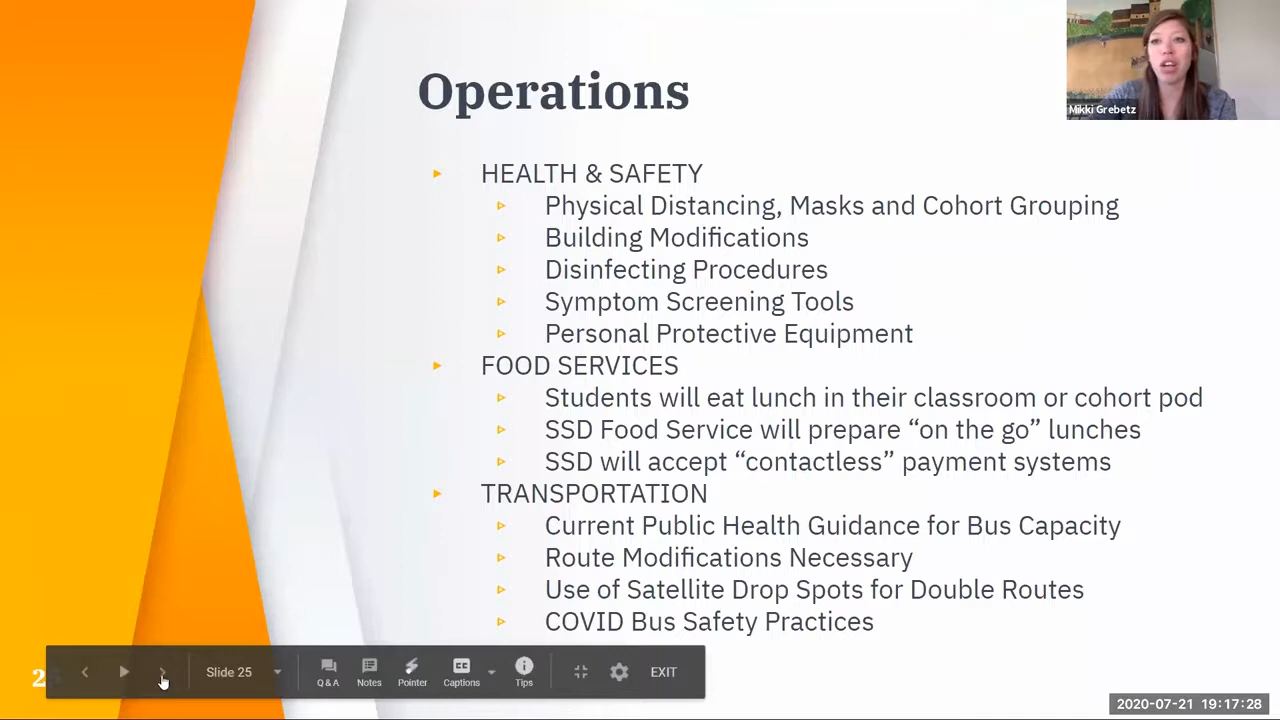 Operations
Mikki Grebetz
HEALTH & SAFETY
Physical Distancing, Masks and Cohort Grouping
Building Modifications
Disinfecting Procedures
Symptom Screening Tools
Personal Protective Equipment
FOOD SERVICES
Students will eat lunch in their classroom or cohort pod
SSD Food Service will prepare “on the go” lunches
SSD will accept “contactless” payment systems
TRANSPORTATION
Current Public Health Guidance for Bus Capacity
Route Modifications Necessary
Use of Satellite Drop Spots for Double Routes
COVID Bus Safety Practices
Slide 25
CC
Q & A
Notes
Pointer
Captions
Tips
EXIT
2020-07-21 19:17:28